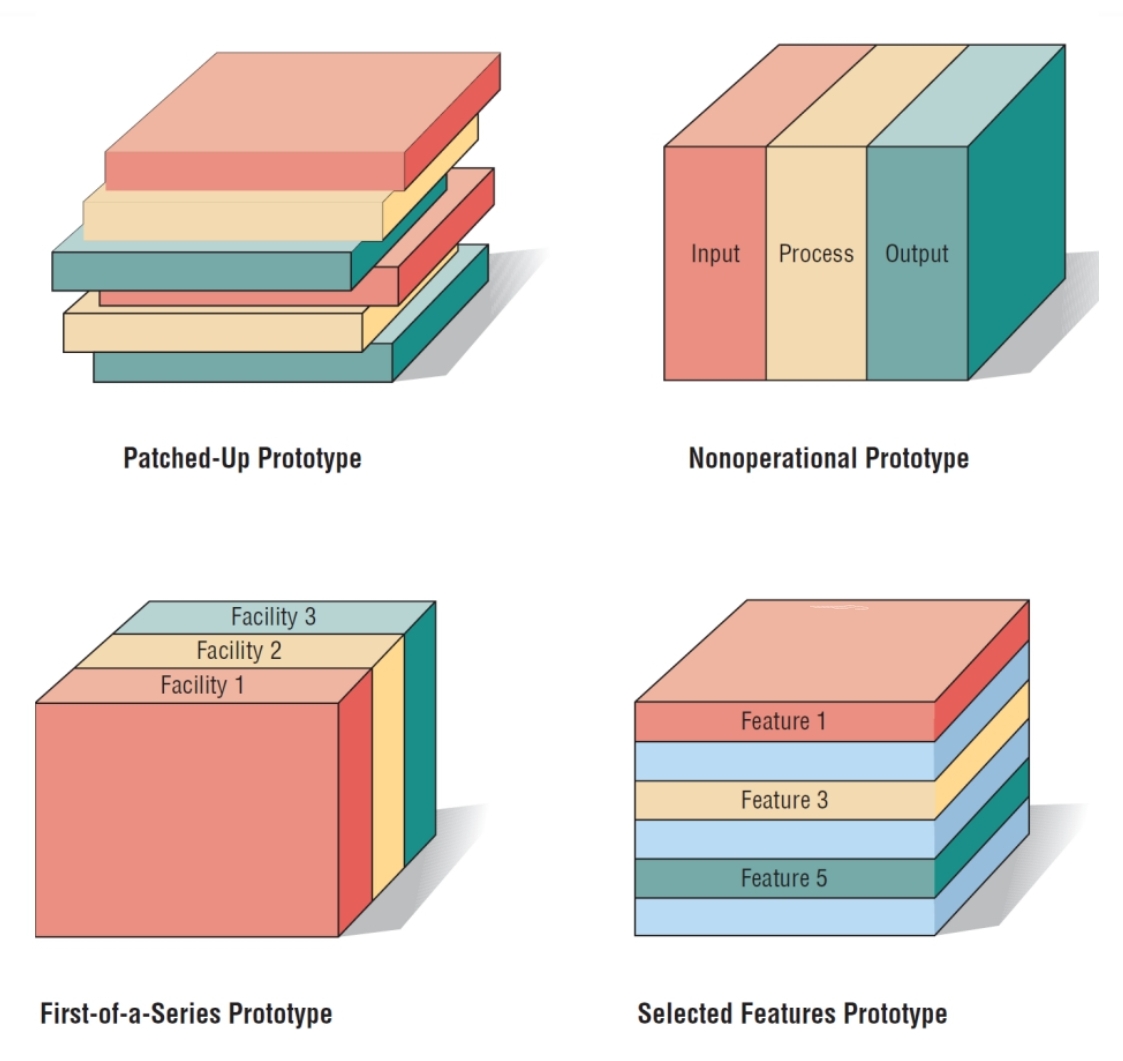 Input
Process
Output
Patched-Up Prototype
Nonoperational Prototype
Facility 3
Facility 2
Facility 1
Feature 1
Feature 3
Feature 5
First-of-a-Series Prototype
Selected Features Prototype